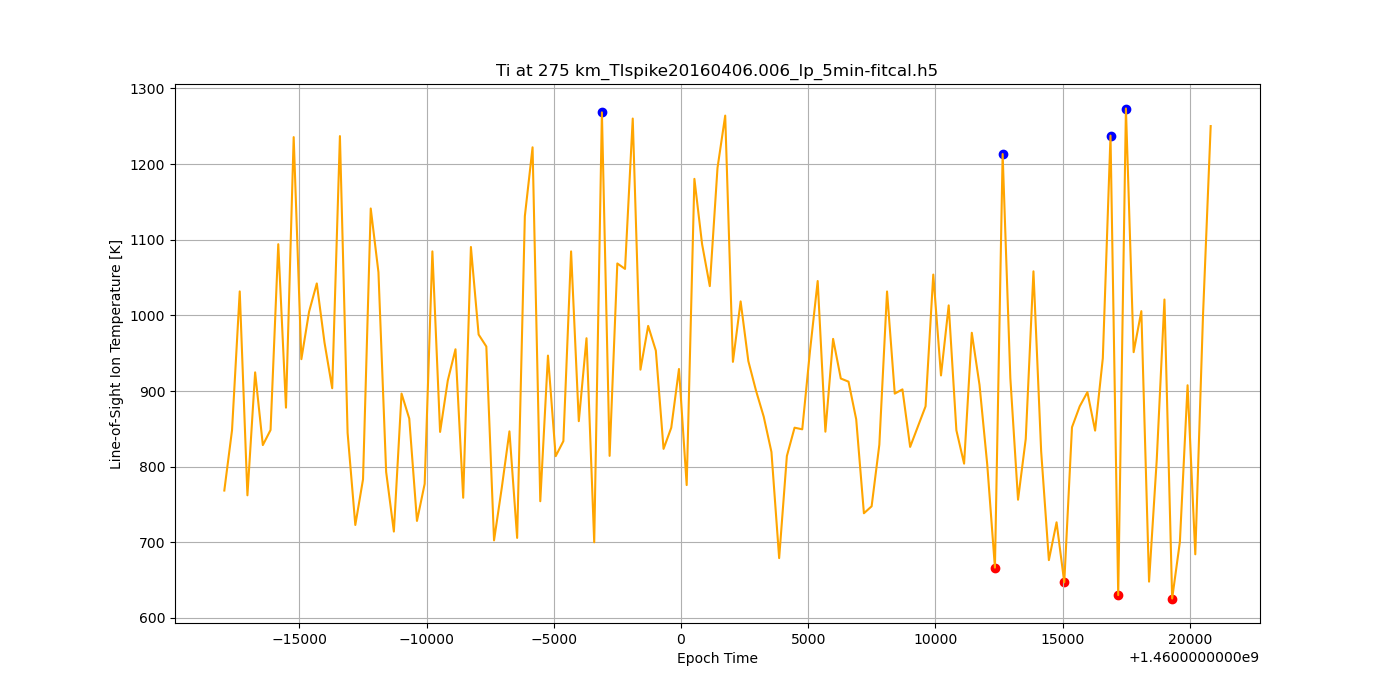 Ti at 275 km_TIspike20160406.006_lp_5min-fitcal.h5
Line-of-Sight Ion Temperature [K]
1300
1200
1100
1000
900
800
700
600
−15000 −10000 −5000 0 5000 10000 15000 20000
Epoch Time
+1.4600000000e9